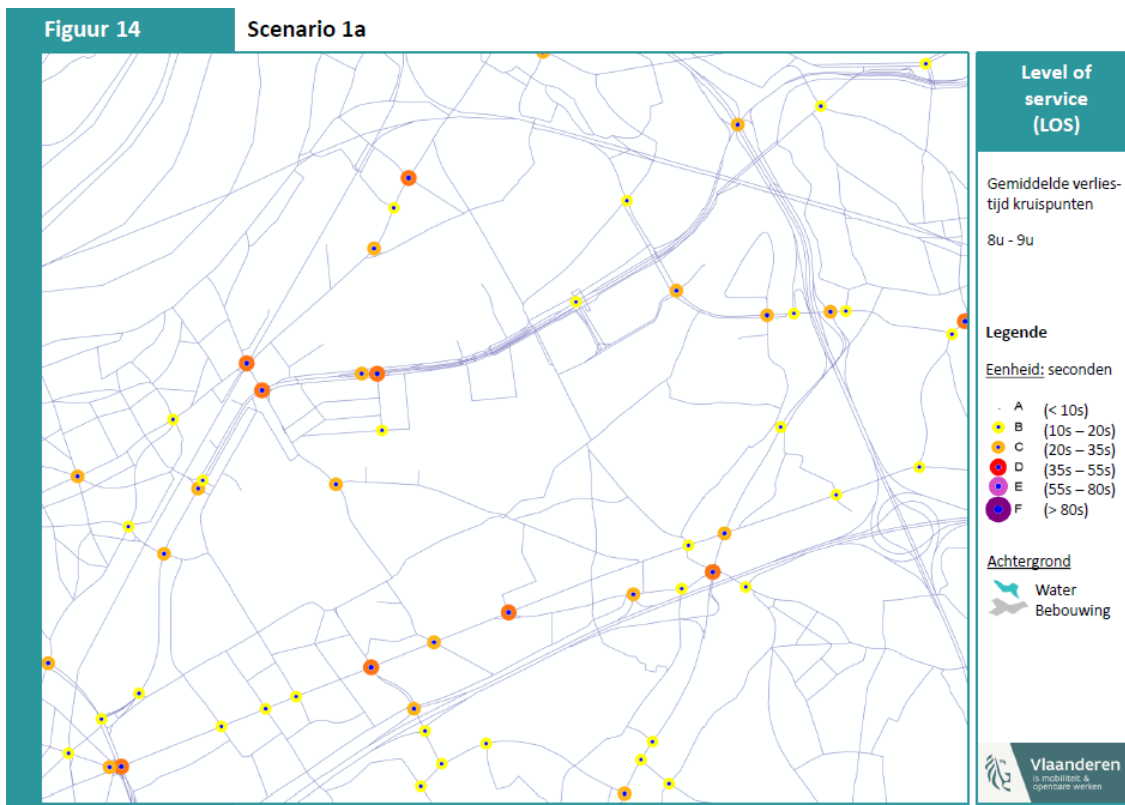 Figuur 14
Scenario 1a
Level of
service
(LOS)
Gemiddelde verlies-
tijd kruispunten
8u - 9u
Legende
Eenheid: seconden
A (< 10s)
B (10s – 20s)
C (20s – 35s)
D (35s – 55s)
E (55s – 80s)
F (> 80s)
Achtergrond
Water
Bebouwing
Vlaanderen
is mobiliteit &
openbare werken